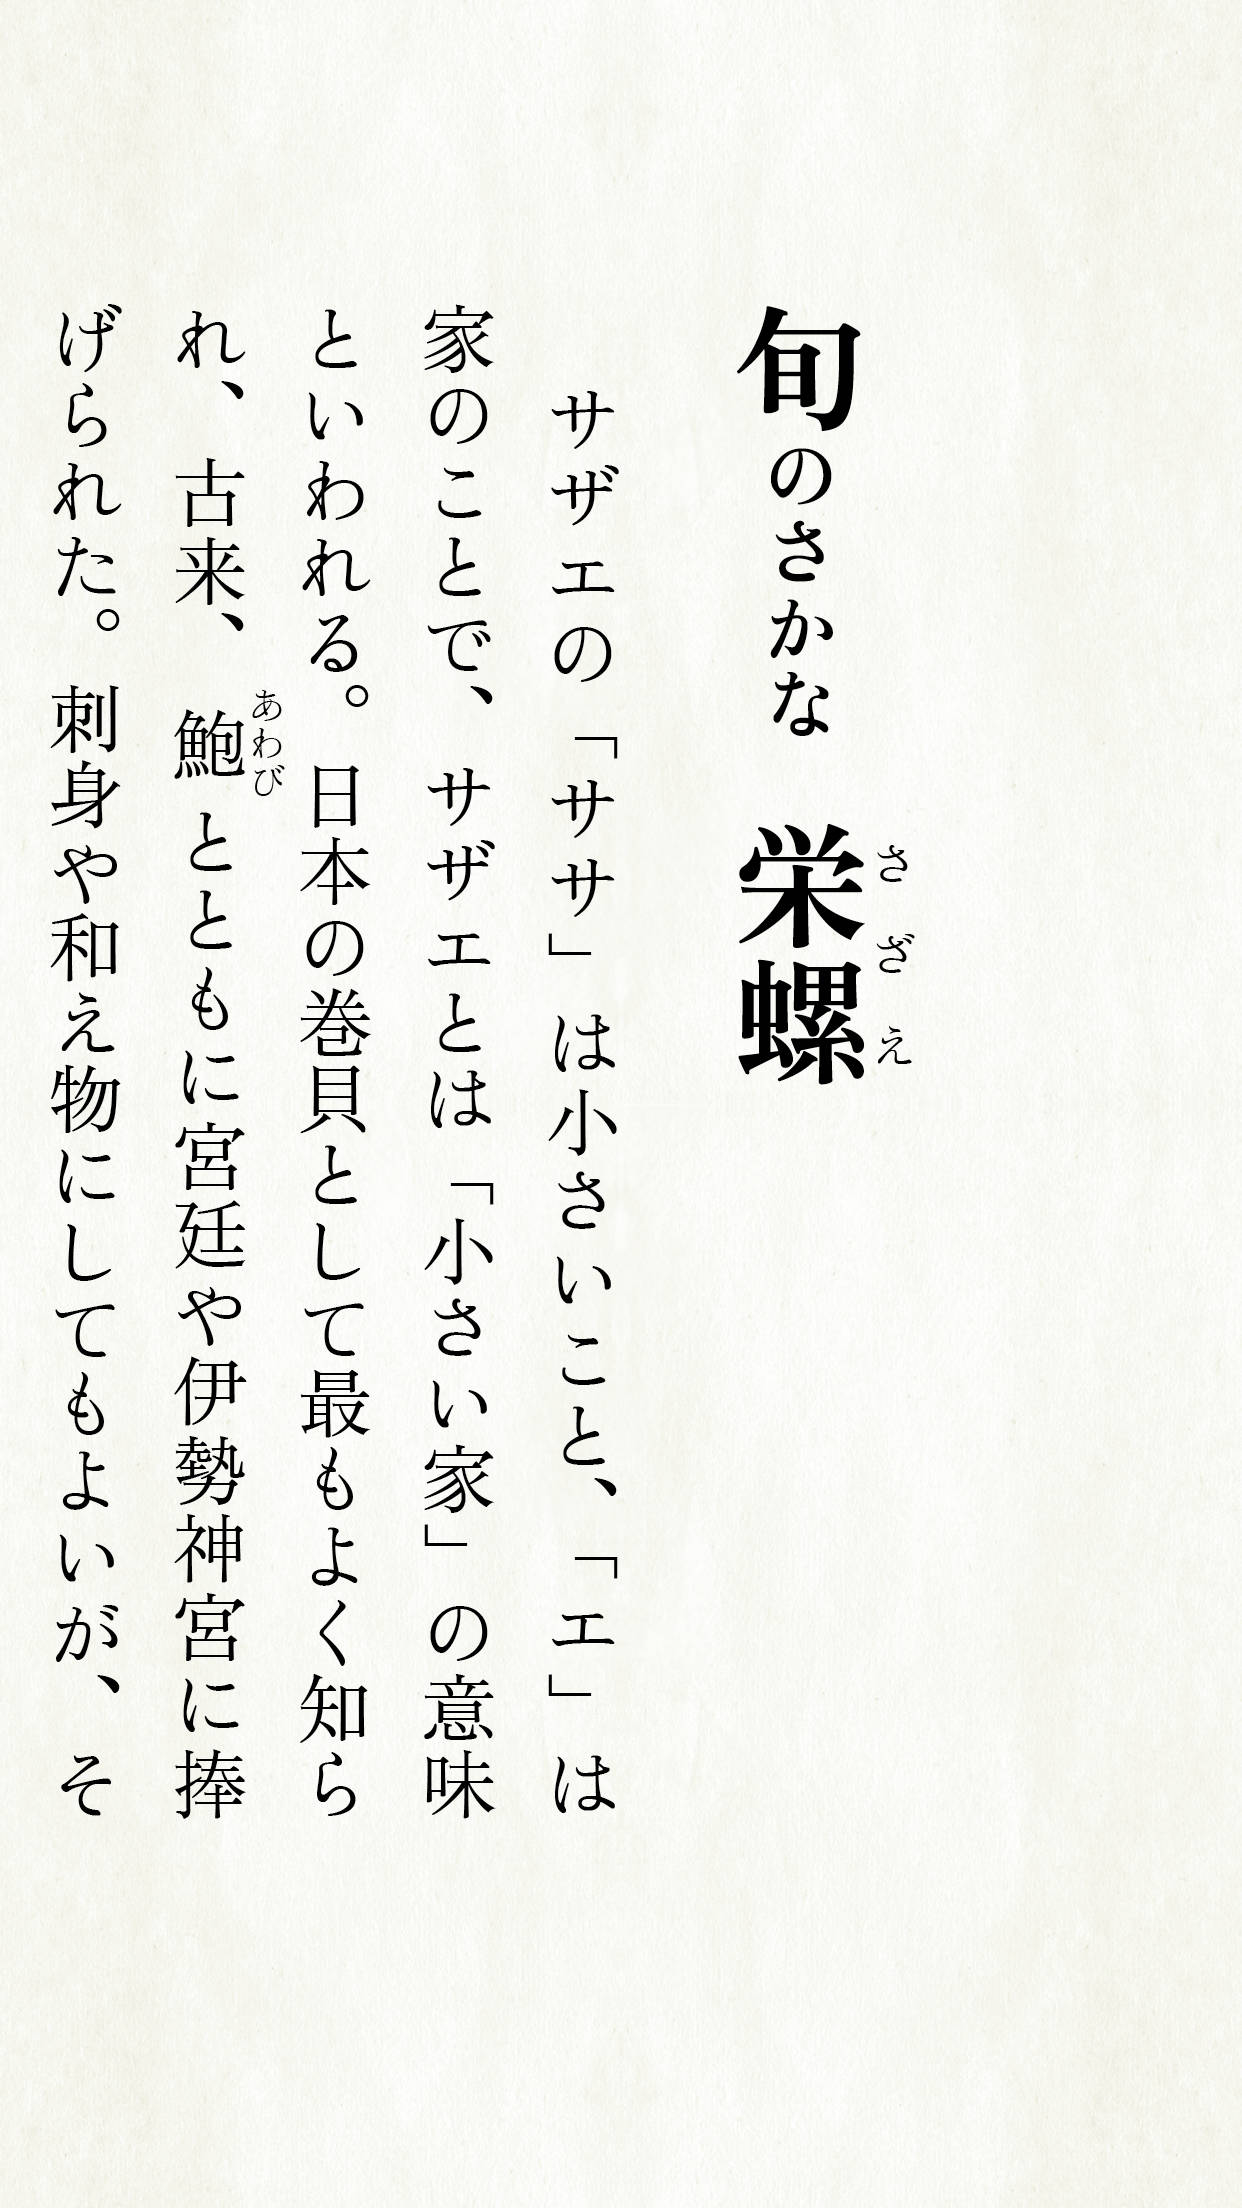 旬のさかな 栄螺
さざえ
サザエの「ササ」は小さいこと、「エ」は
家のことで、サザエとは「小さい家」の意味
といわれる。日本の巻貝として最もよく知ら
れ、古来、鮑とともに宮廷や伊勢神宮に捧
あわび
げられた。刺身や和え物にしてもよいが、そ